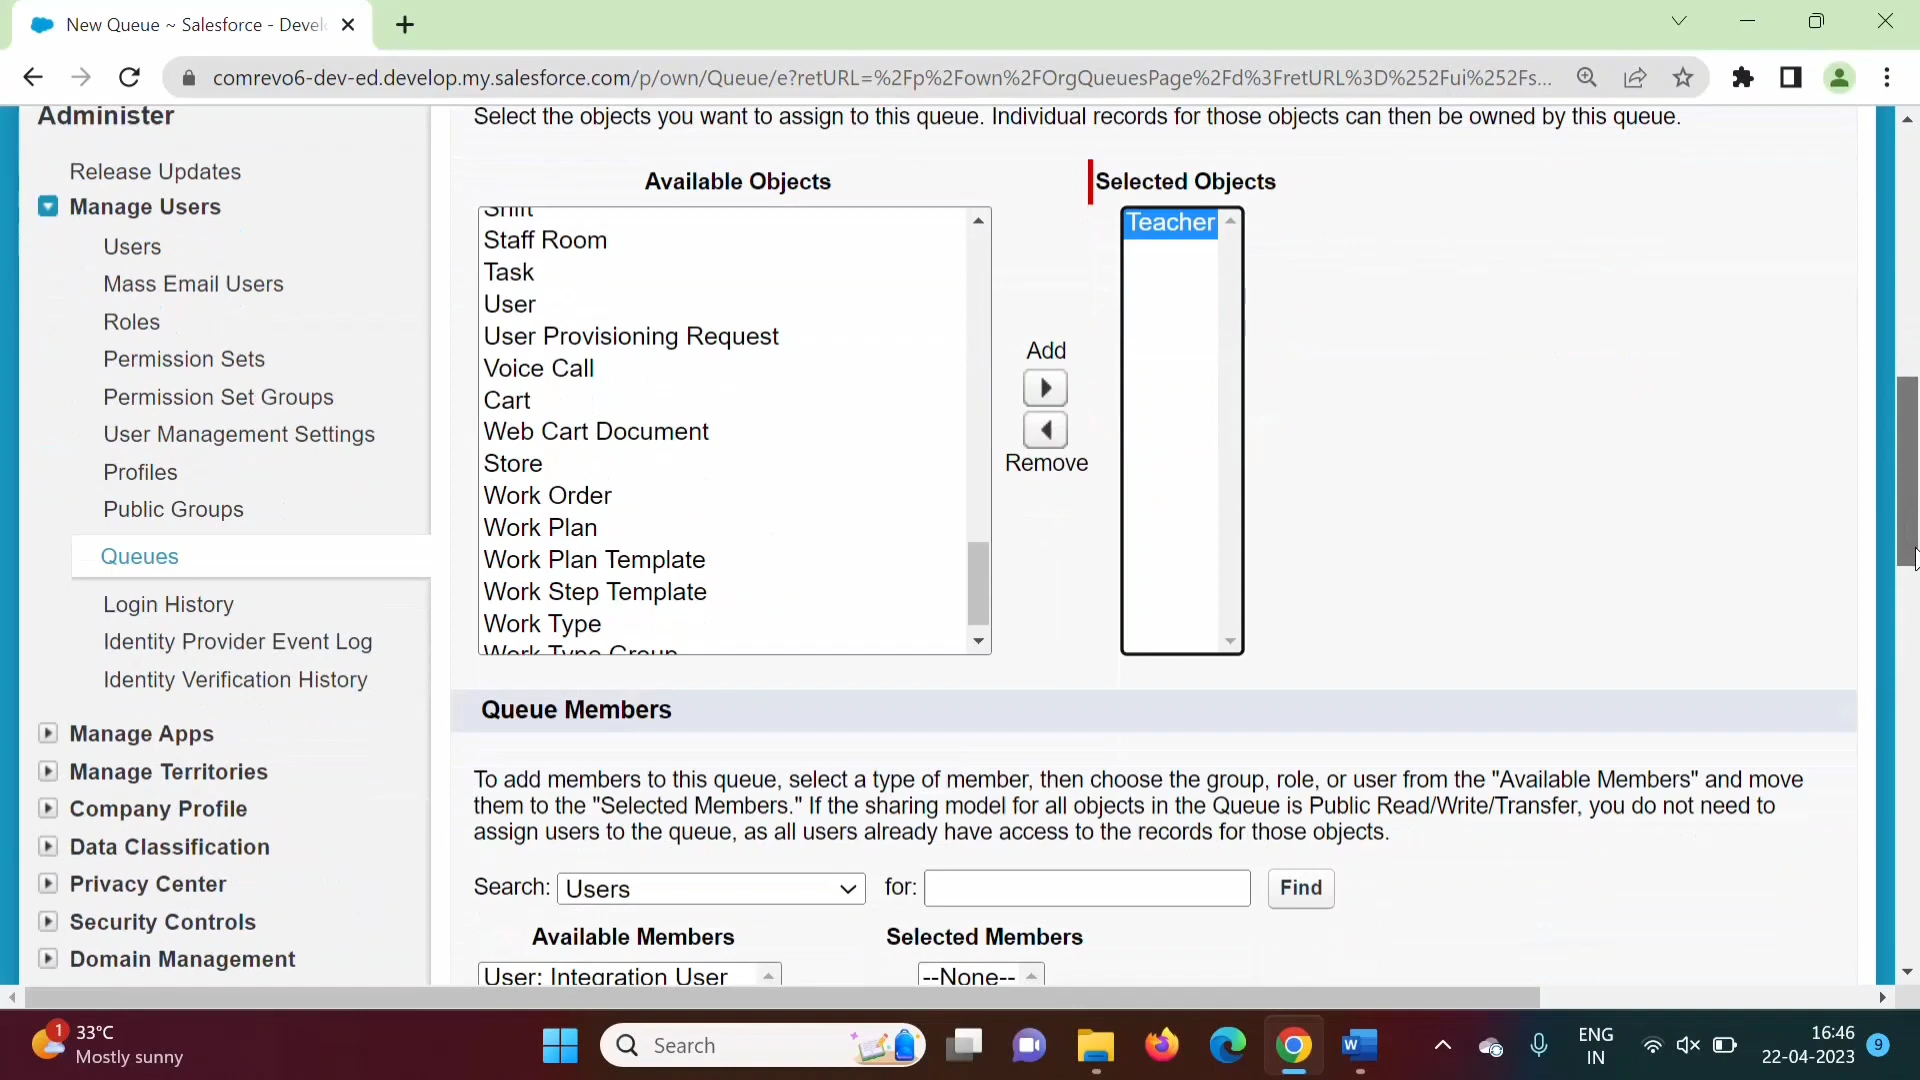 New Queue ~ Salesforce - Devel
comrevo6-dev-ed.develop.my.salesforce.com/p/own/Queue/e?retURL=%2Fp%2Fown%2FOrgQueuesPage%2Fd%3FretURL%3D%252Fui%252Fs...
Administer
Release Updates
Manage Users
Users
Mass Email Users
Roles
Permission Sets
Permission Set Groups
User Management Settings
Profiles
Public Groups
Queues
Login History
Identity Provider Event Log
Identity Verification History
Manage Apps
Manage Territories
Company Profile
Data Classification
Privacy Center
Security Controls
Domain Management
Select the objects you want to assign to this queue. Individual records for those objects can then be owned by this queue.
Available Objects
Selected Objects
Shift
Staff Room
Task
User
User Provisioning Request
Voice Call
Cart
Web Cart Document
Store
Work Order
Work Plan
Work Plan Template
Work Step Template
Work Type
Work Type Group
Add
Remove
Teacher
Queue Members
To add members to this queue, select a type of member, then choose the group, role, or user from the "Available Members" and move
them to the "Selected Members." If the sharing model for all objects in the Queue is Public Read/Write/Transfer, you do not need to
assign users to the queue, as all users already have access to the records for those objects.
Search: Users for: Find
Available Members
Selected Members
User: Integration User
--None--
1
33°C
Mostly sunny
Search
W
ENG
IN
16:46
22-04-2023
9